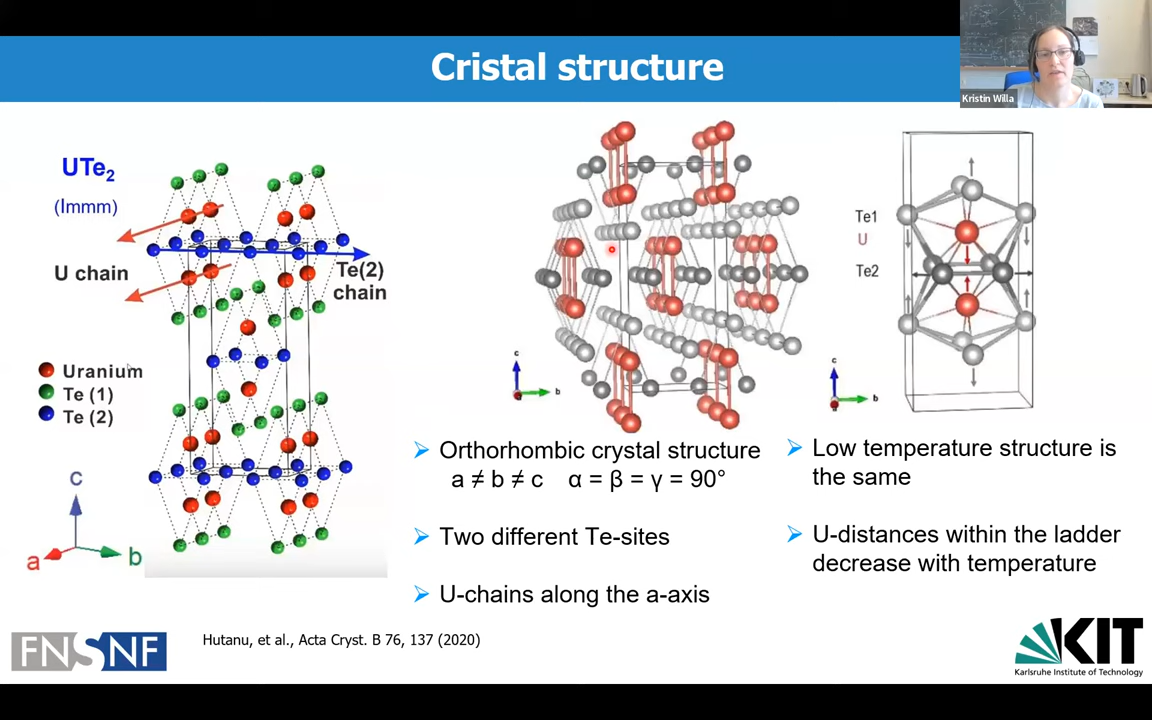 Cristal structure
Kristin Willa
UTe2
(Immm)
U chain
Te(2)
chain
Uranium
Te (1)
Te (2)
c
a
b
c
b
Te1
U
Te2
c
b
Orthorhombic crystal structure
a ≠ b ≠ c α = β = γ = 90°
Two different Te-sites
U-chains along the a-axis
Low temperature structure is
the same
U-distances within the ladder
decrease with temperature
Hutanu, et al., Acta Cryst. B 76, 137 (2020)
FNSNF
KIT
Karlsruhe Institute of Technology